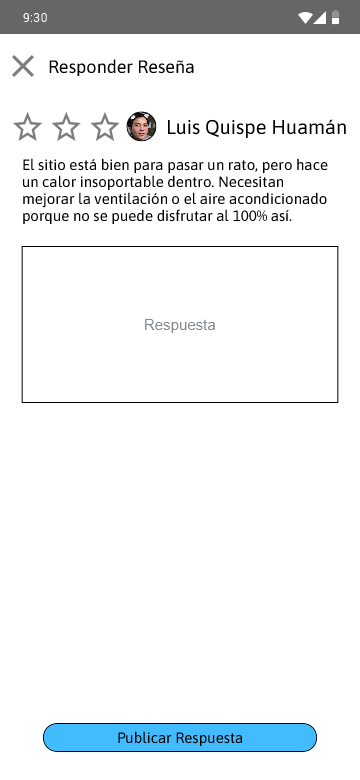 9:30
Responder Reseña
Luis Quispe Huamán
El sitio está bien para pasar un rato, pero hace
un calor insoportable dentro. Necesitan
mejorar la ventilación o el aire acondicionado
porque no se puede disfrutar al 100% así.
Respuesta
Publicar Respuesta